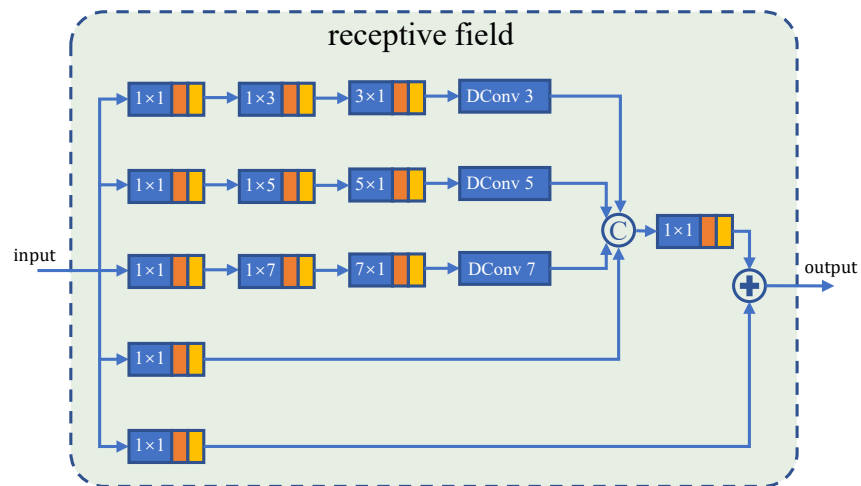 receptive field
1×1 1×3 3×1 DConv 3
1×1 1×5 5×1 DConv 5
C 1×1
input
1×1 1×7 7×1 DConv 7
output
1×1
1×1